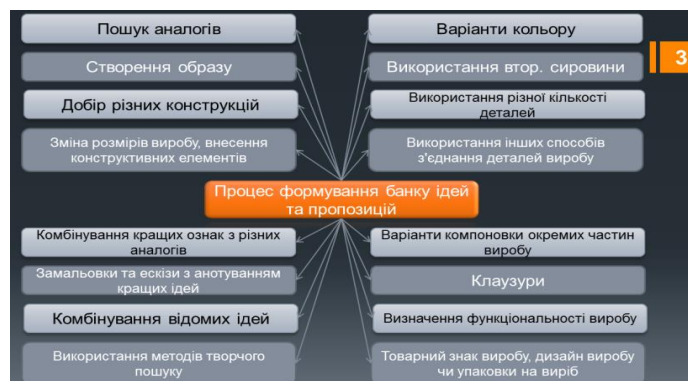 Пошук аналогів
Варіанти кольору
3
Створення образу
Використання втор. сировини
Добір різних конструкцій
Використання різної кількості
деталей
Зміна розмірів виробу, внесення
конструктивних елементів
Використання інших способів
з'єднання деталей виробу
Процес формування банку ідей
та пропозицій
Комбінування кращих ознак з різних
аналогів
Варіанти компоновки окремих частин
виробу
Замальовки та ескізи з анотуванням
кращих ідей
Клаузури
Комбінування відомих ідей
Визначення функціональності виробу
Використання методів творчого
пошуку
Товарний знак виробу, дизайн виробу
чи упаковки на виріб